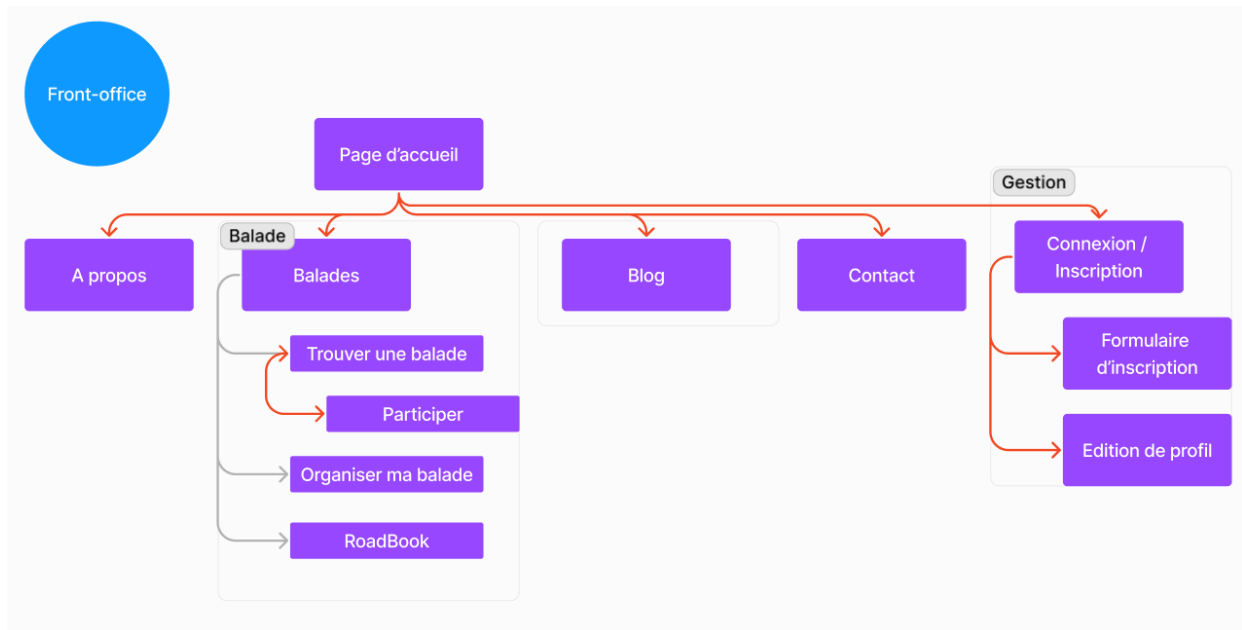 Front-office
Page d'accueil
Gestion
Balade
A propos
Balades
Blog
Contact
Connexion /
Inscription
Trouver une balade
Participer
Organiser ma balade
RoadBook
Formulaire
d'inscription
Edition de profil